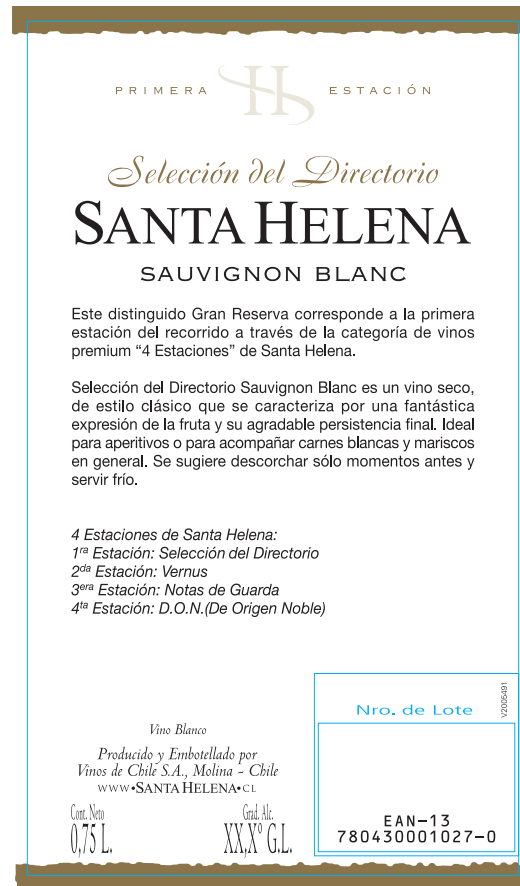 PRIMERA HS ESTACIÓN
Selección del Directorio
SANTA HELENA
SAUVIGNON BLANC
Este distinguido Gran Reserva corresponde a la primera
estación del recorrido a través de la categoría de vinos
premium “4 Estaciones” de Santa Helena.
Selección del Directorio Sauvignon Blanc es un vino seco,
de estilo clásico que se caracteriza por una fantástica
expresión de la fruta y su agradable persistencia final. Ideal
para aperitivos o para acompañar carnes blancas y mariscos
en general. Se sugiere descorchar sólo momentos antes y
servir frío.
4 Estaciones de Santa Helena:
1ra Estación: Selección del Directorio
2da Estación: Vernus
3era Estación: Notas de Guarda
4ta Estación: D.O.N.(De Origen Noble)
Vino Blanco
Producido y Embotellado por
Vinos de Chile S.A., Molina - Chile
WWW•SANTA HELENA•CL
Cont. Neto
0,75 L.
Grad. Alc.
XX,X° G.L.
Nro. de Lote
V2005491
EAN-13
780430001027-0